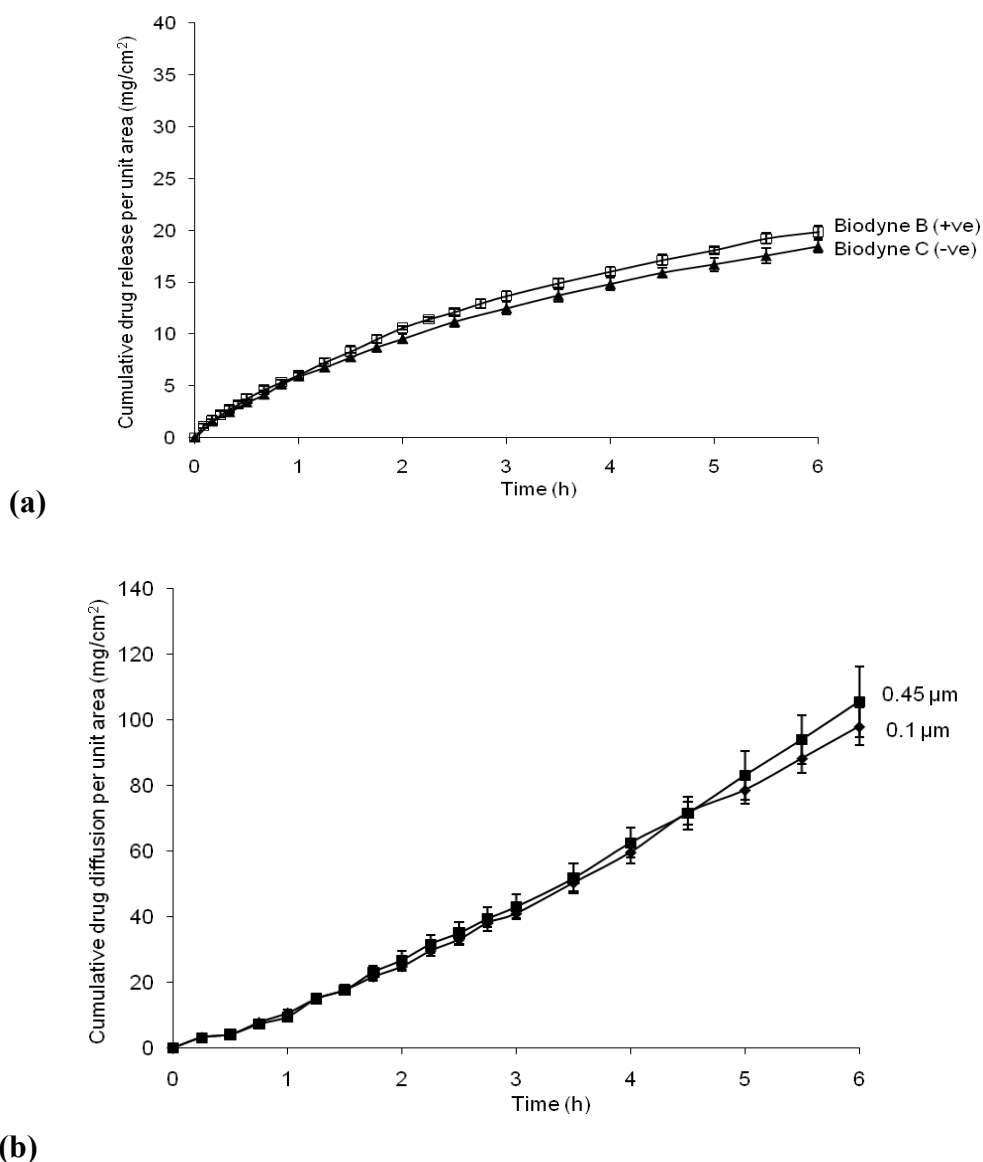 Cumulative drug release per unit area (mg/cm²)
40
35
30
25
20
15
10
5
0
Biodyne B (+ve)
Biodyne C (-ve)
0 1 2 3 4 5 6
Time (h)
(a)
Cumulative drug diffusion per unit area (mg/cm²)
140
120
100
80
60
40
20
0
0.45 µm
0.1 µm
0 1 2 3 4 5 6
Time (h)
(b)